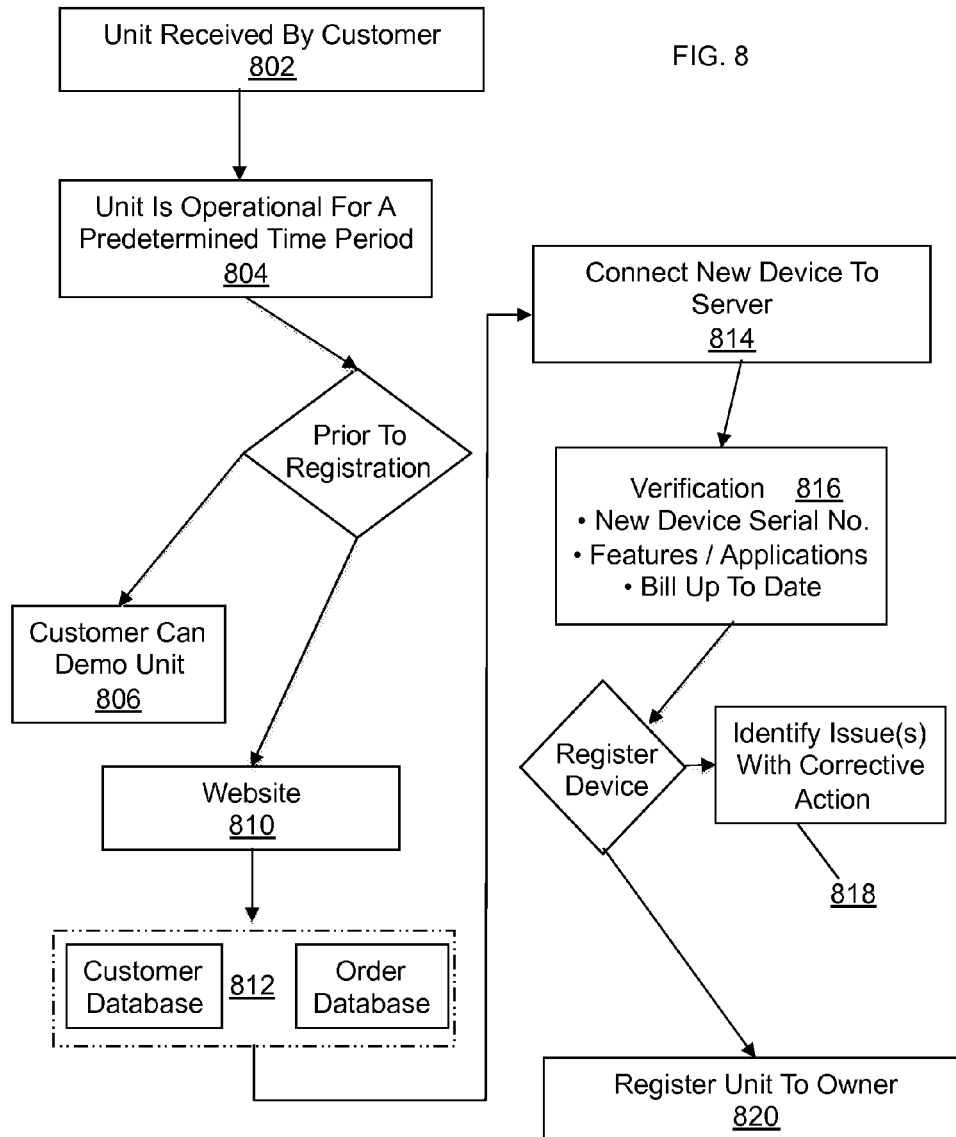 Unit Received By Customer
802
FIG. 8
Unit Is Operational For A
Predetermined Time Period
804
Prior To
Registration
Customer Can
Demo Unit
806
Website
810
Customer
Database
812
Order
Database
Connect New Device To
Server
814
Verification 816
• New Device Serial No.
• Features / Applications
• Bill Up To Date
Register
Device
Identify Issue(s)
With Corrective
Action
818
Register Unit To Owner
820